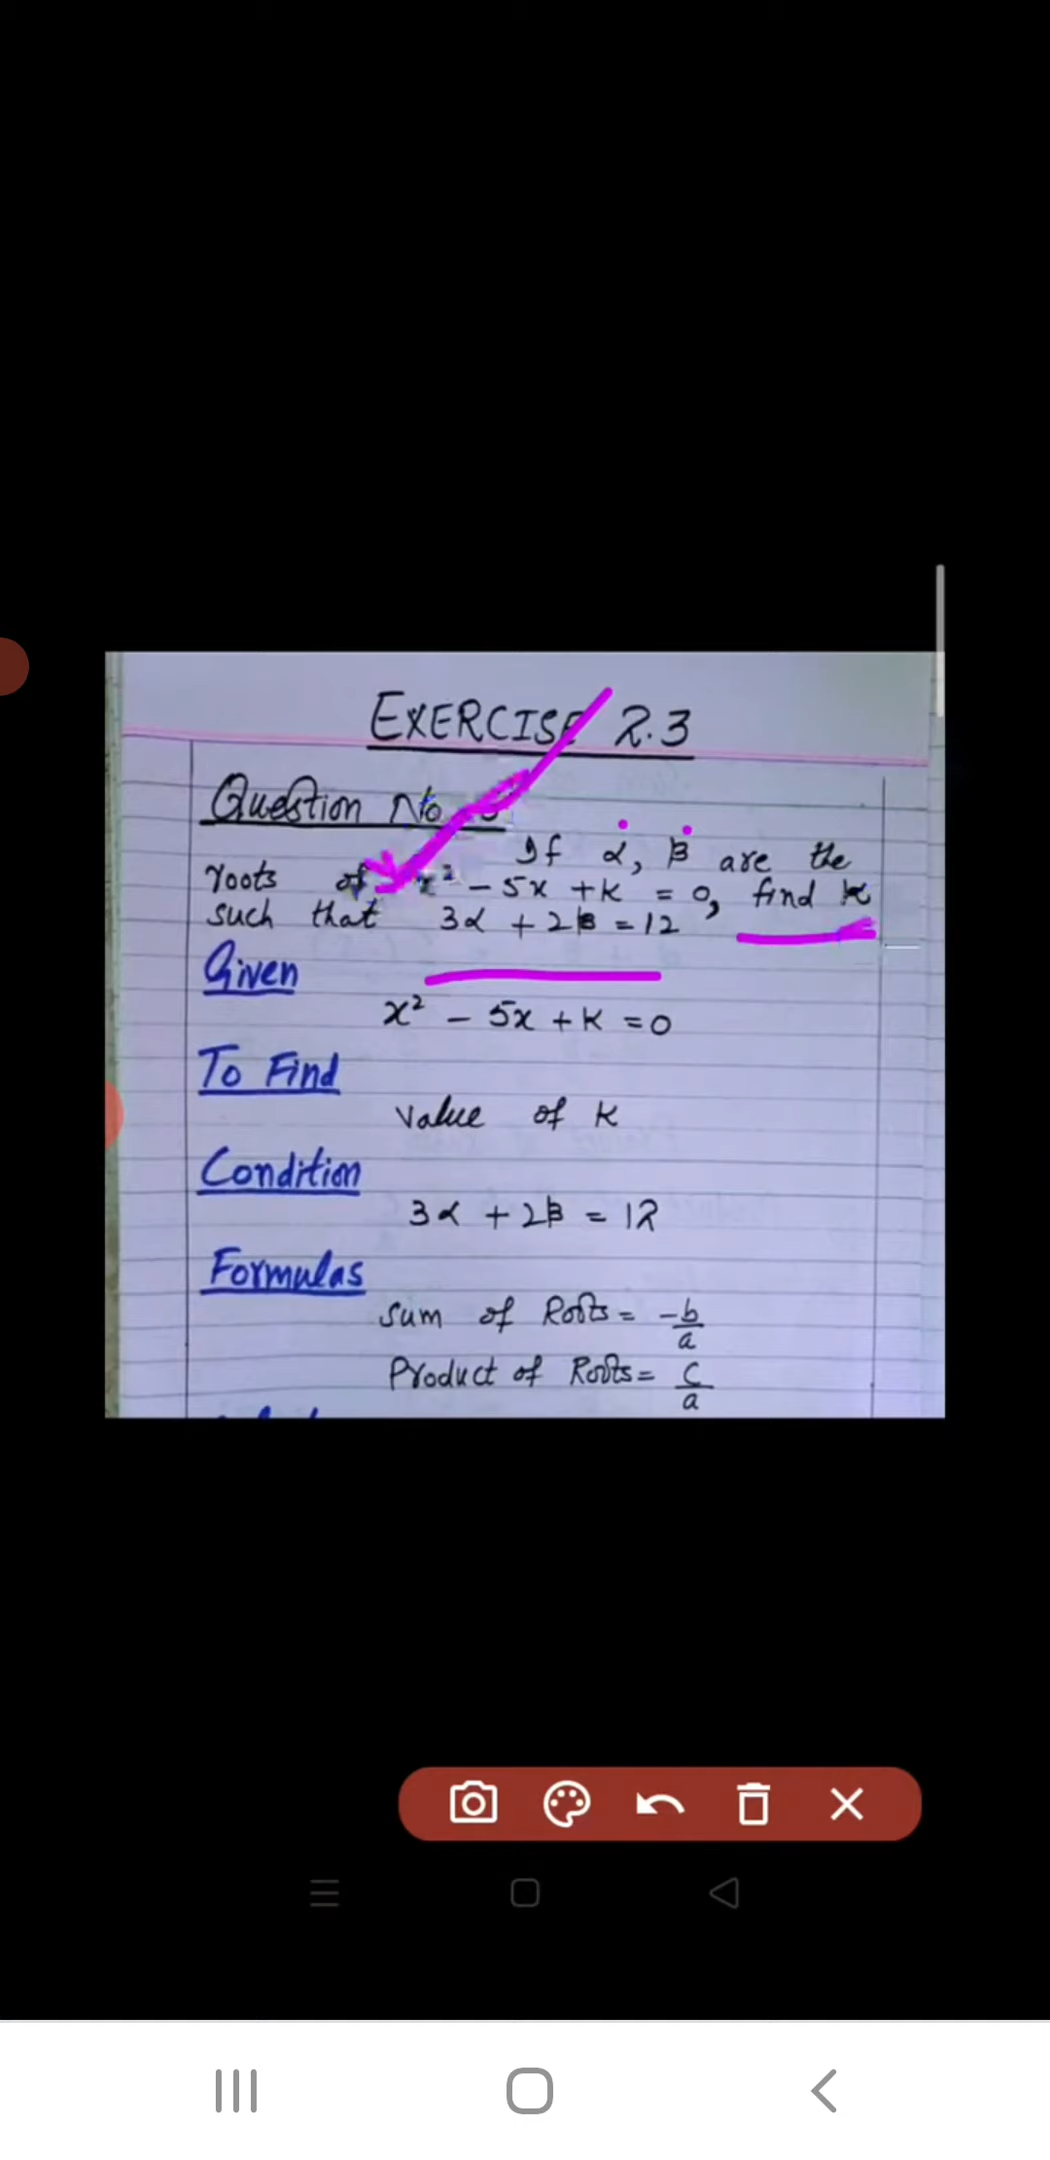 EXERCISE 2.3
Question No.
If α, β are the
roots of x² - 5x + k = 0, find k
such that 3α + 2β = 12
Given
x² - 5x + k = 0
To Find
value of k
Condition
3α + 2β = 12
Formulas
Sum of Roots = -b/a
Product of Roots = c/a